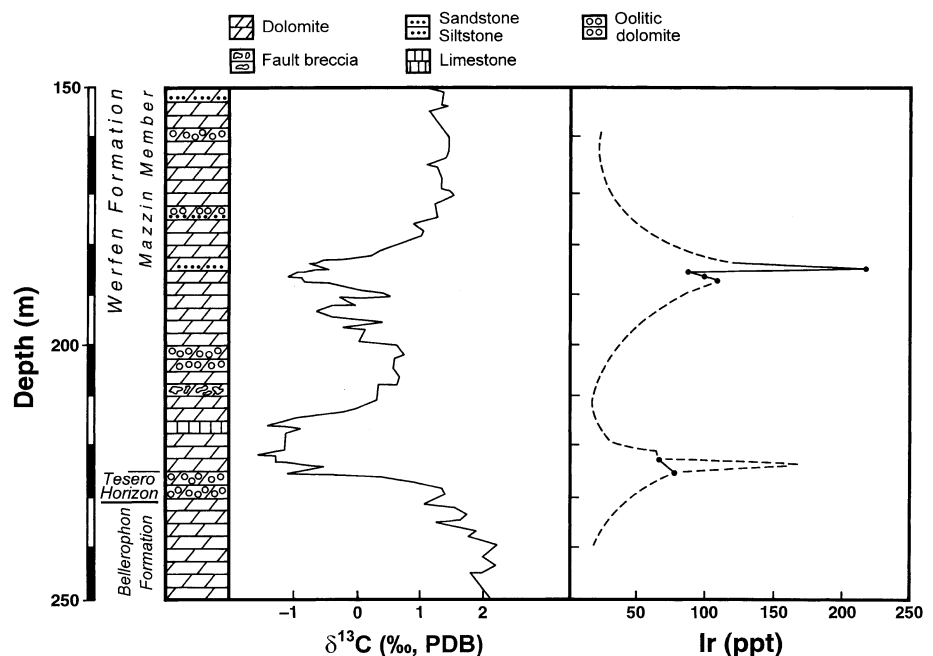 Dolomite
Sandstone
Siltstone
Oolitic
dolomite
Fault breccia
Limestone
150
200
250
Depth (m)
Werfen Formation
Mazzin Member
Tesero
Horizon
Bellerophon
Formation
–1
0
1
2
δ13C (‰, PDB)
50
100
150
200
250
Ir (ppt)